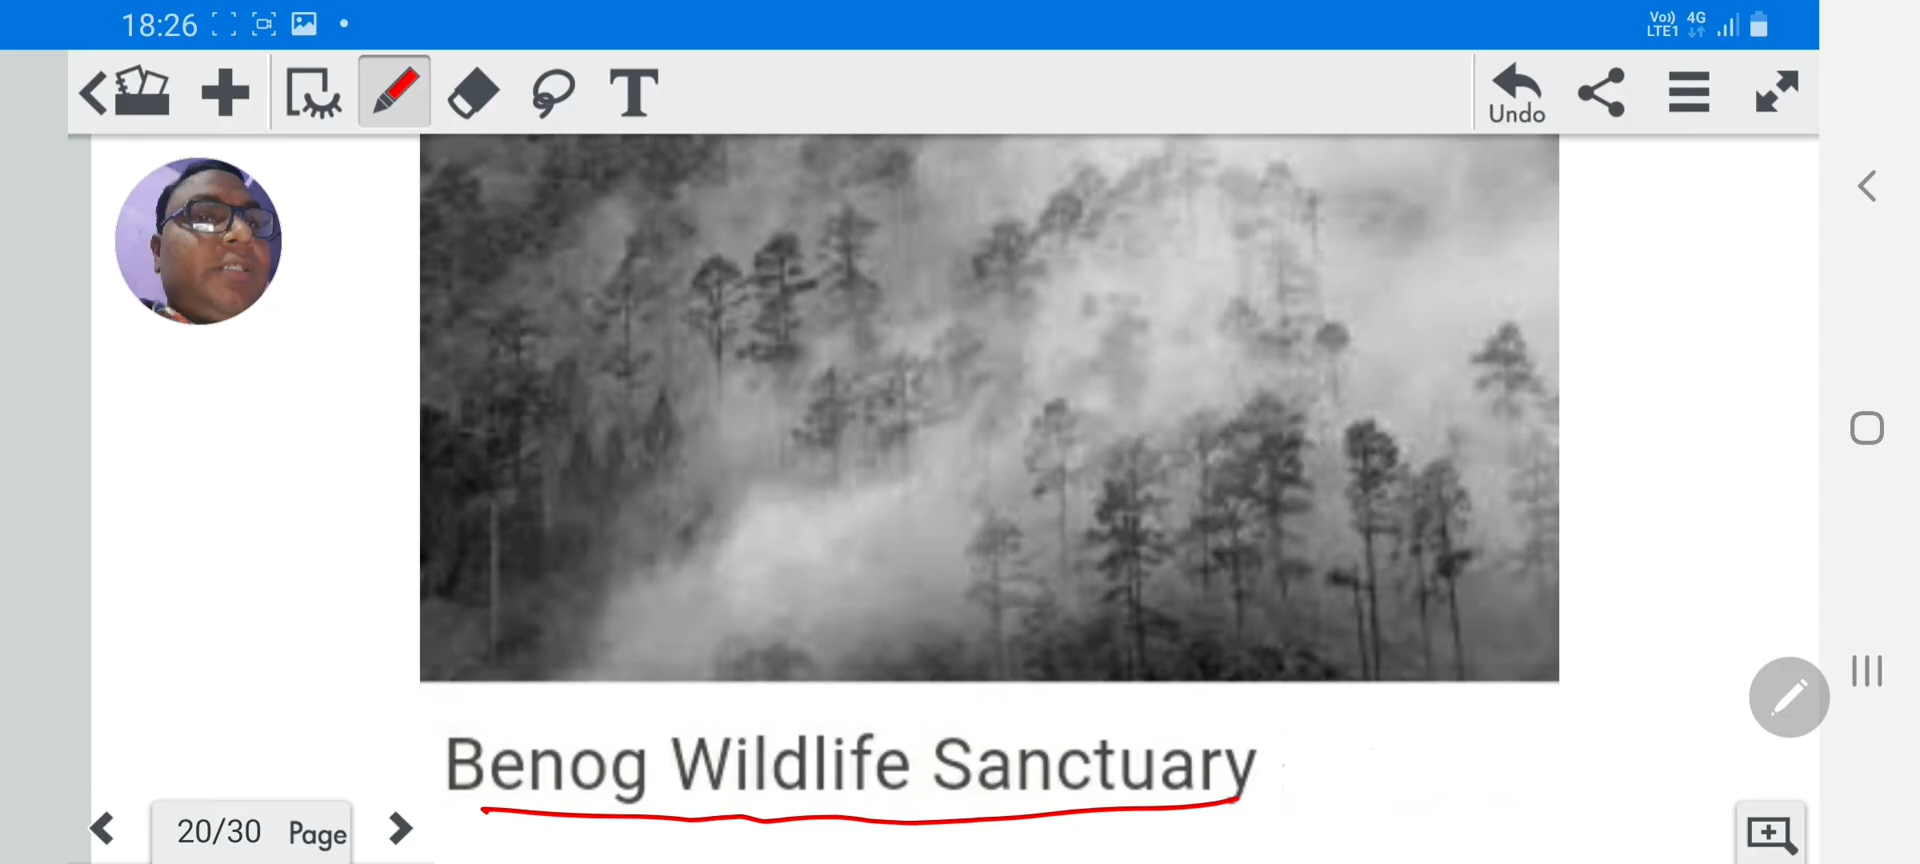 18:26
Vo)) 4G
LTE1
T
Undo
Benog Wildlife Sanctuary
20/30 Page